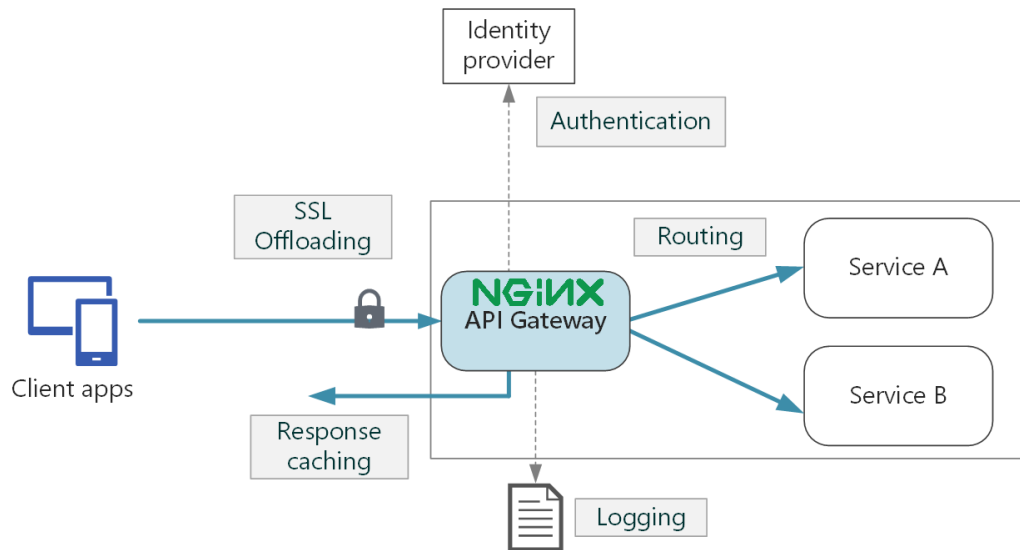 Identity
provider
Authentication
SSL
Offloading
Routing
Service A
NGiNX
API Gateway
Client apps
Service B
Response
caching
Logging